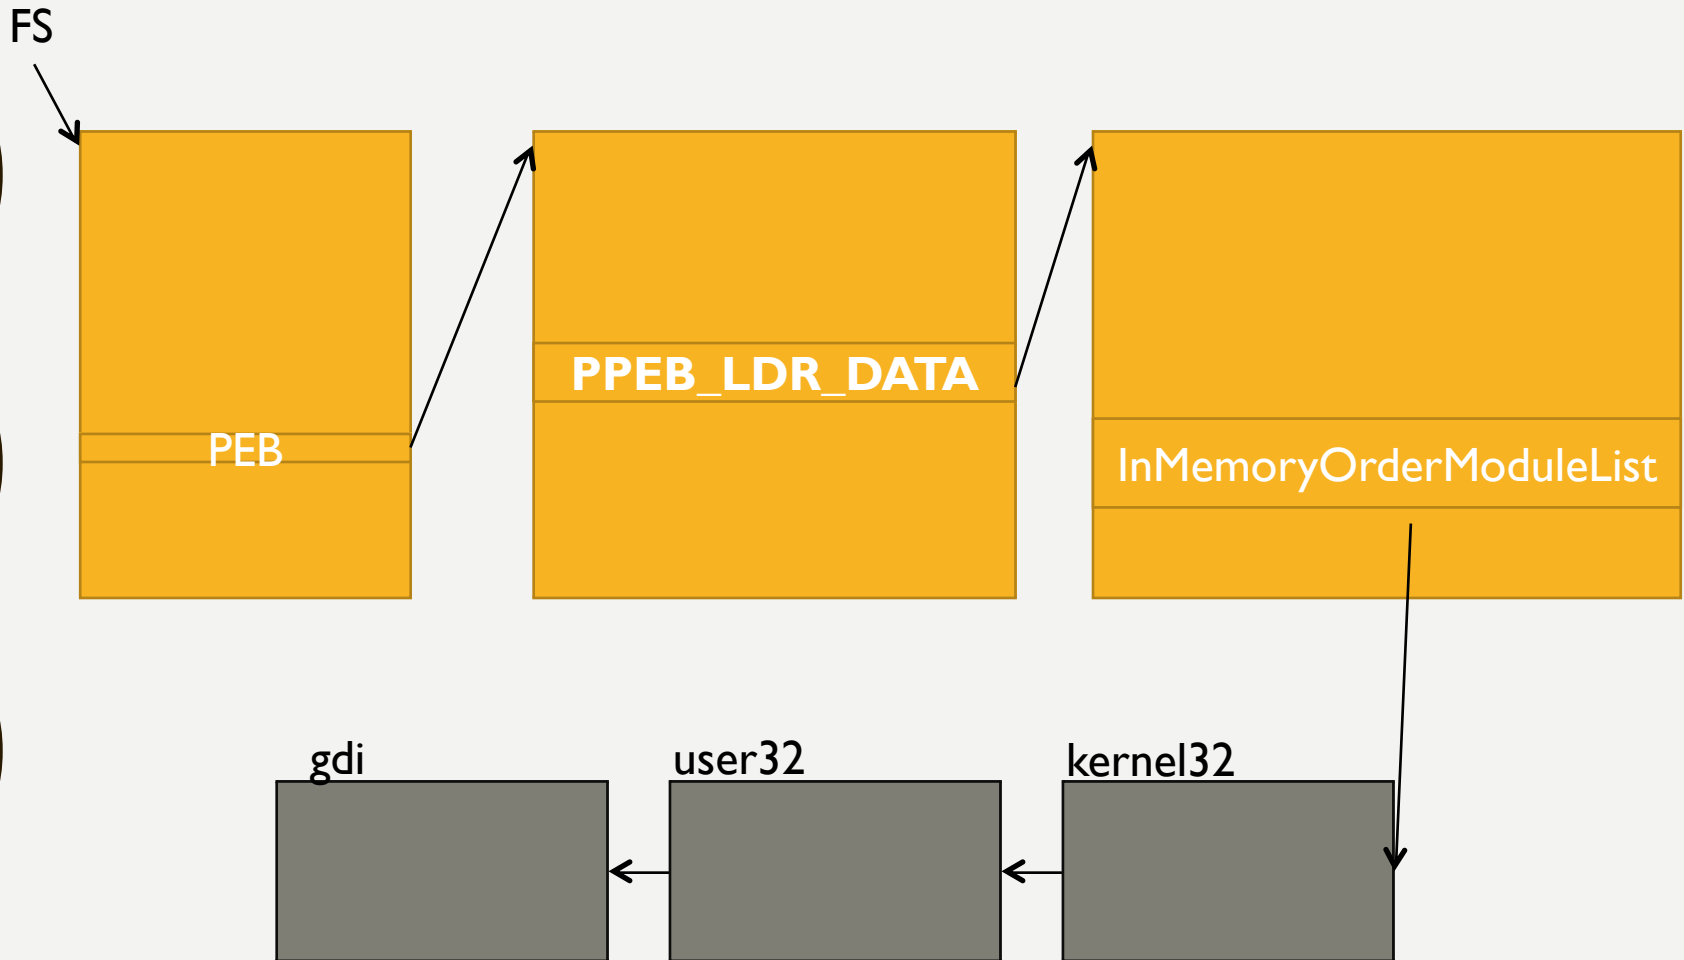 FS
PEB
PPEB_LDR_DATA
InMemoryOrderModuleList
gdi
user32
kernel32